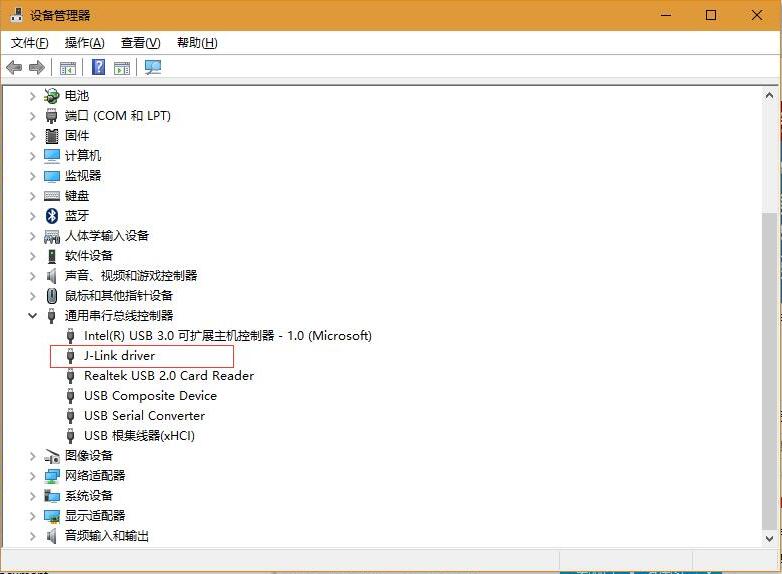 设备管理器
文件(F) 操作(A) 查看(V) 帮助(H)
电池
端口 (COM 和 LPT)
固件
计算机
监视器
键盘
蓝牙
人体学输入设备
软件设备
声音、视频和游戏控制器
鼠标和其他指针设备
通用串行总线控制器
Intel(R) USB 3.0 可扩展主机控制器 - 1.0 (Microsoft)
J-Link driver
Realtek USB 2.0 Card Reader
USB Composite Device
USB Serial Converter
USB 根集线器(xHCI)
图像设备
网络适配器
系统设备
显示适配器
音频输入和输出